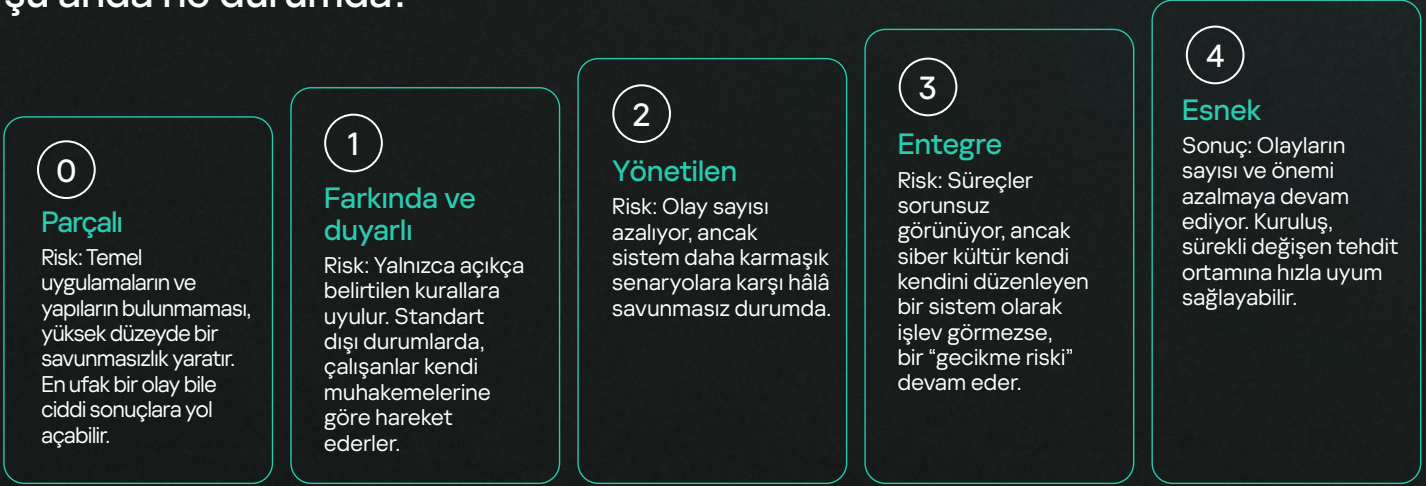 şu anda ne durumda?
0
Parçalı
Risk: Temel
uygulamaların ve
yapıların bulunmaması,
yüksek düzeyde bir
savunmasızlık yaratır.
En ufak bir olay bile
ciddi sonuçlara yol
açabilir.
1
Farkında ve
duyarlı
Risk: Yalnızca açıkça
belirtilen kurallara
uyulur. Standart
dışı durumlarda,
çalışanlar kendi
muhakemelerine
göre hareket
ederler.
2
Yönetilen
Risk: Olay sayısı
azalıyor, ancak
sistem daha karmaşık
senaryolara karşı hâlâ
savunmasız durumda.
3
Entegre
Risk: Süreçler
sorunsuz
görünüyor, ancak
siber kültür kendi
kendini düzenleyen
bir sistem olarak
işlev görmezse,
bir “gecikme riski”
devam eder.
4
Esnek
Sonuç: Olayların
sayısı ve önemi
azalmaya devam
ediyor. Kuruluş,
sürekli değişen tehdit
ortamına hızla uyum
sağlayabilir.